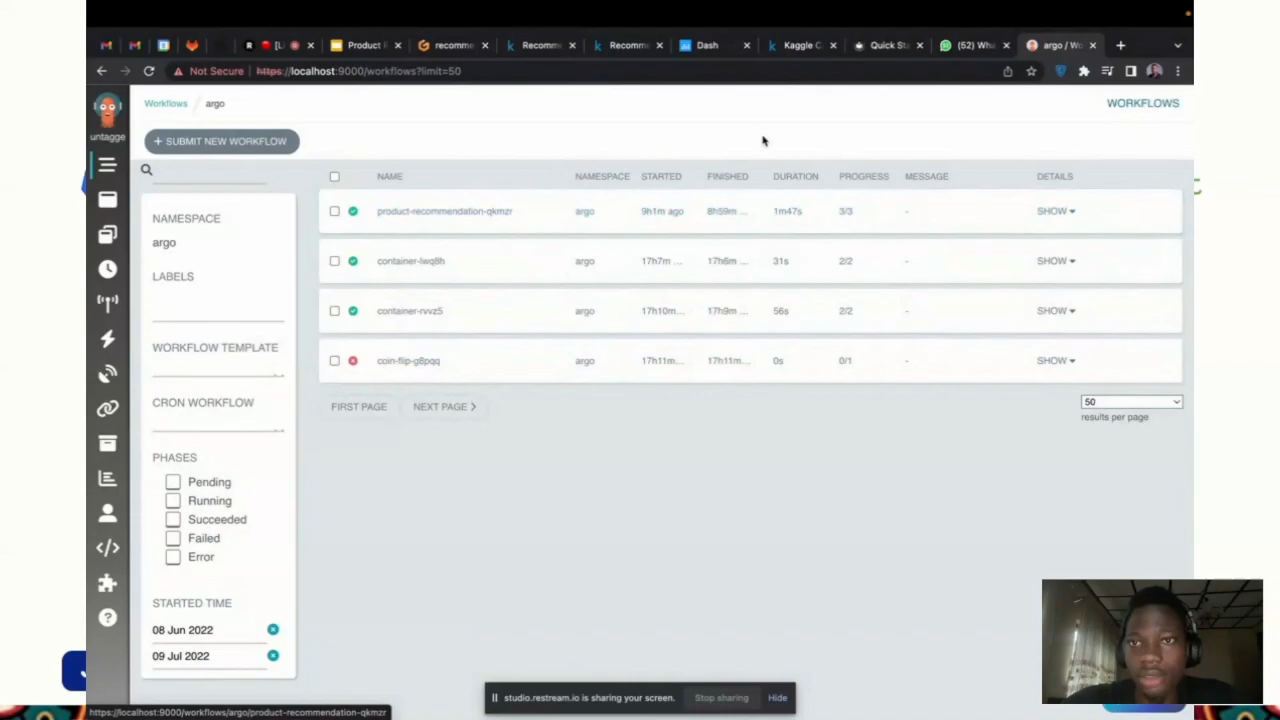 [L
Product I
recomme
Recomm
Recomm
Dash
Kaggle C
Quick St
(52) Wha
argo / Wo
Not Secure
https://localhost:9000/workflows?limit=50
untagge
Workflows / argo
WORKFLOWS
+ SUBMIT NEW WORKFLOW
NAMESPACE
argo
LABELS
WORKFLOW TEMPLATE
CRON WORKFLOW
PHASES
Pending
Running
Succeeded
Failed
Error
STARTED TIME
08 Jun 2022
09 Jul 2022
NAME NAMESPACE STARTED FINISHED DURATION PROGRESS MESSAGE DETAILS
product-recommendation-qkmzr argo 9h1m ago 8h59m ... 1m47s 3/3 - SHOW
container-lwq8h argo 17h7m ... 17h6m ... 31s 2/2 - SHOW
container-rvvz5 argo 17h10m... 17h9m ... 56s 2/2 - SHOW
coin-flip-g8pqq argo 17h11m... 17h11m... 0s 0/1 - SHOW
FIRST PAGE NEXT PAGE
50
results per page
studio.restream.io is sharing your screen. Stop sharing Hide
https://localhost:9000/workflows/argo/product-recommendation-qkmzr